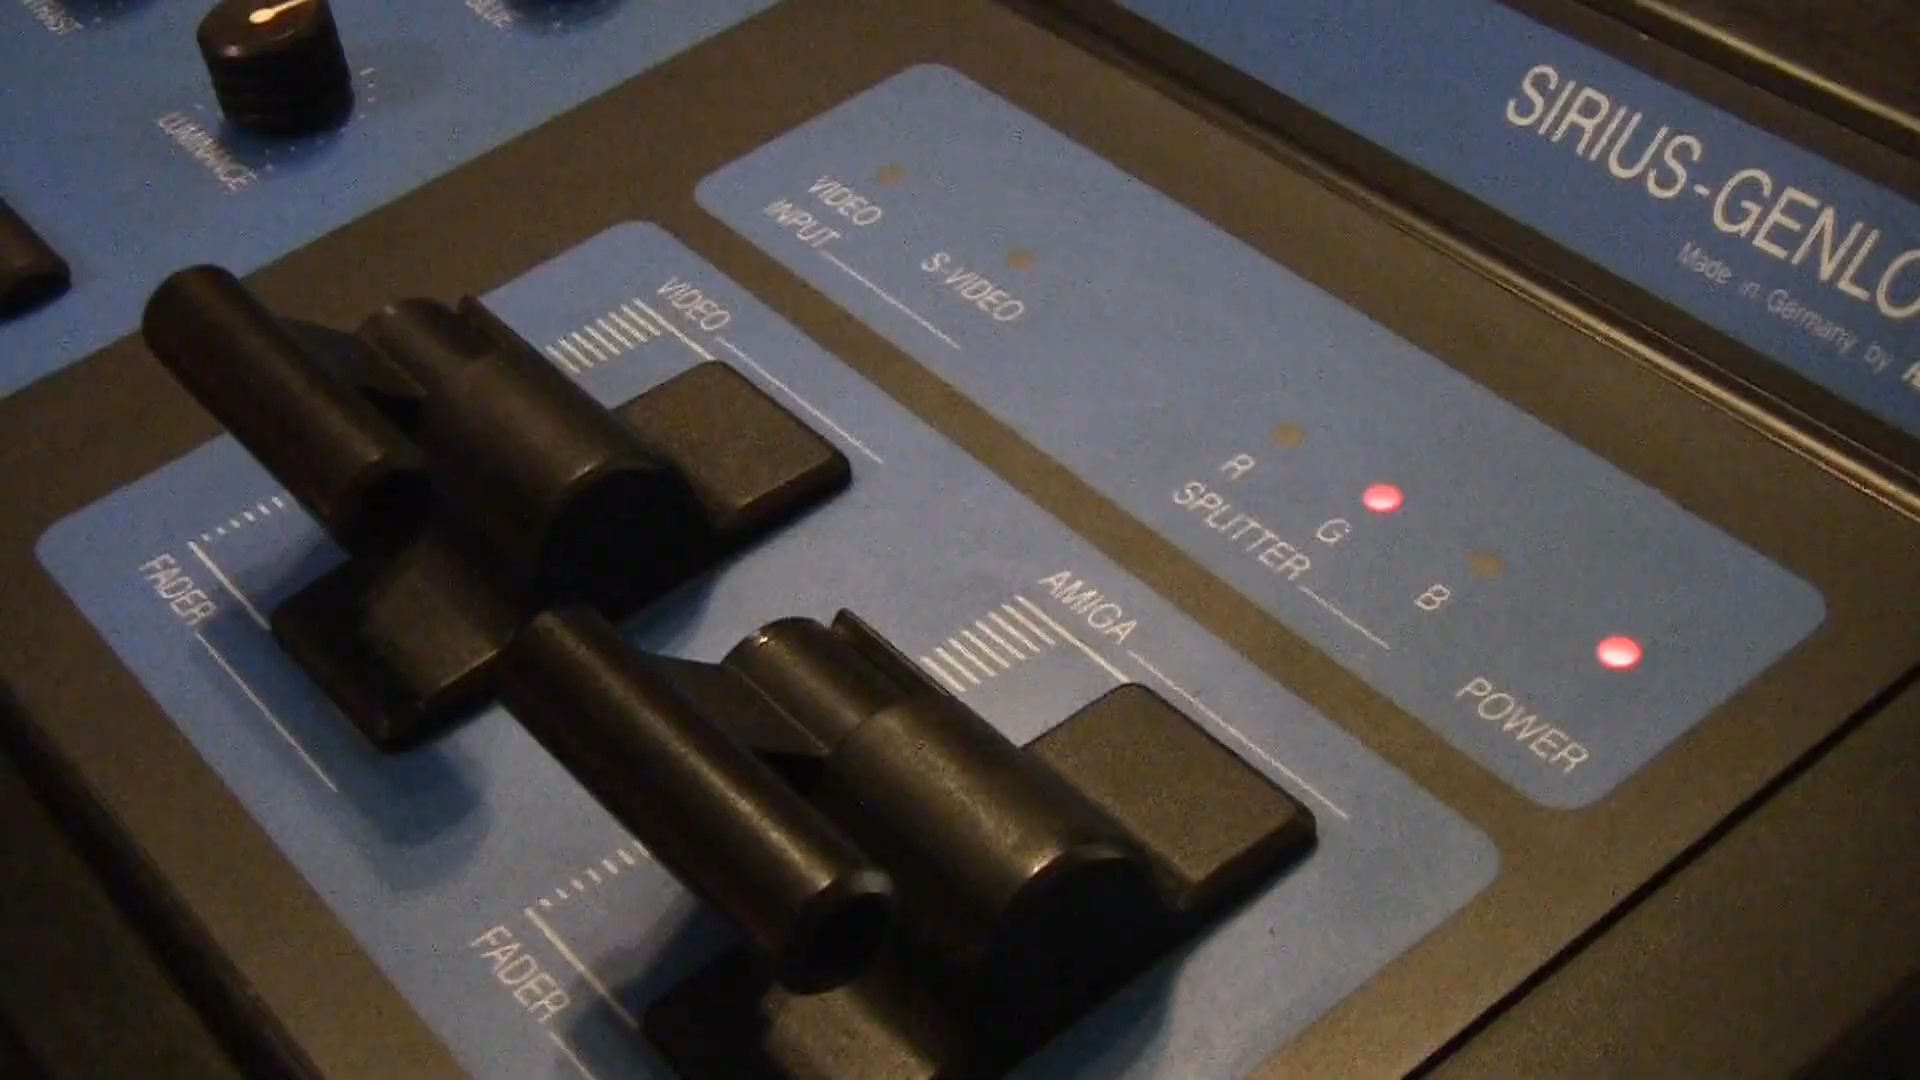 LUMINANCE
SIRIUS-GENLO
Made in Germany by
VIDEO
INPUT
S-VIDEO
VIDEO
FADER
R
G
B
SPLITTER
POWER
AMIGA
FADER